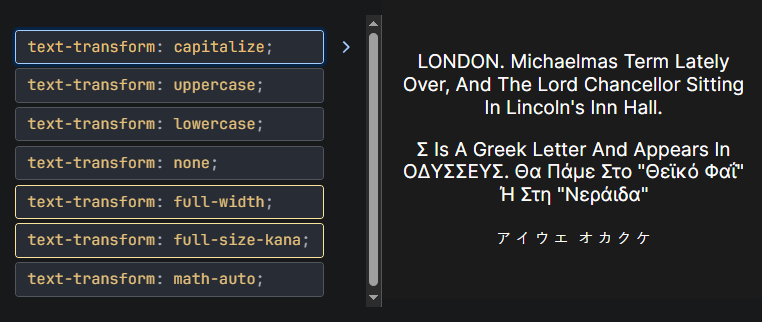 text-transform: capitalize;
text-transform: uppercase;
text-transform: lowercase;
text-transform: none;
text-transform: full-width;
text-transform: full-size-kana;
text-transform: math-auto;
LONDON. Michaelmas Term Lately
Over, And The Lord Chancellor Sitting
In Lincoln's Inn Hall.
Σ Is A Greek Letter And Appears In
ΟΔΥΣΣΕΥΣ. Θα Πάμε Στο "Θεϊκό Φαΐ"
Ή Στη "Νεράιδα"
ァィゥェ ォヵㇰヶ